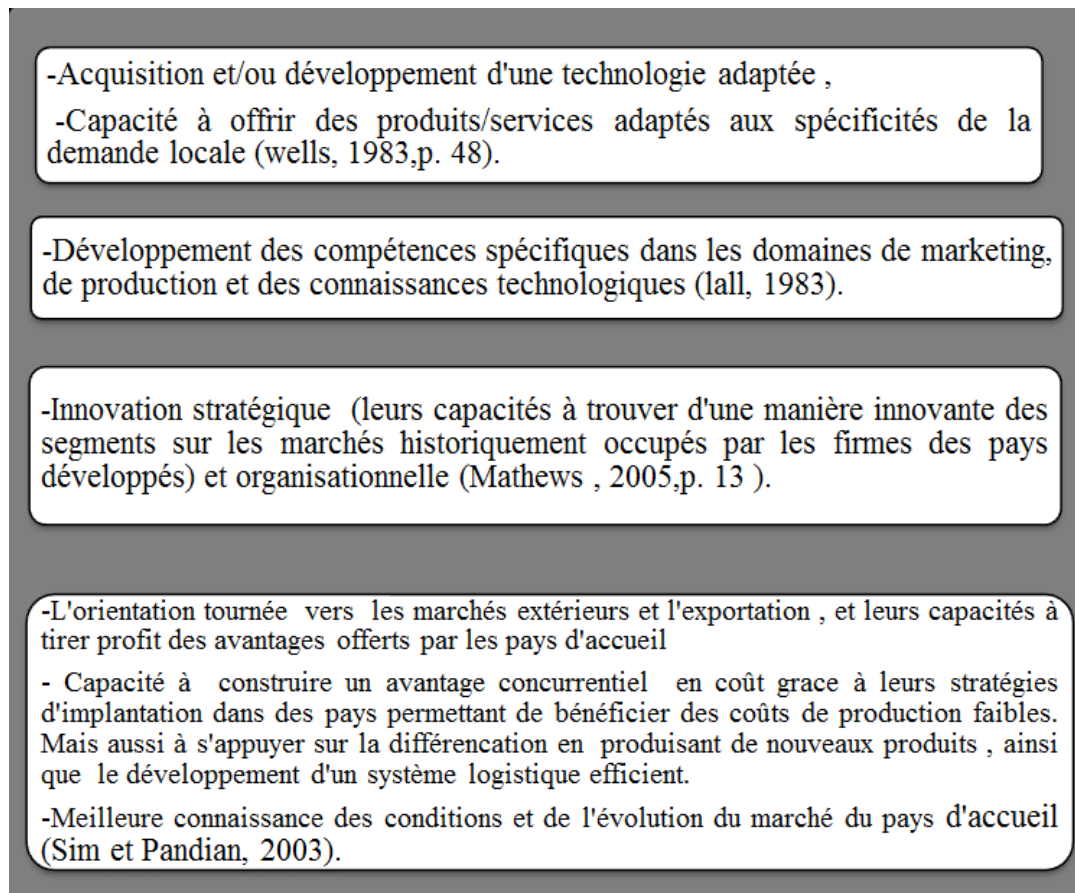 -Acquisition et/ou développement d'une technologie adaptée ,
-Capacité à offrir des produits/services adaptés aux spécificités de la
demande locale (wells, 1983,p. 48).
-Développement des compétences spécifiques dans les domaines de marketing,
de production et des connaissances technologiques (lall, 1983).
-Innovation stratégique (leurs capacités à trouver d'une manière innovante des
segments sur les marchés historiquement occupés par les firmes des pays
développés) et organisationnelle (Mathews , 2005,p. 13 ).
-L'orientation tournée vers les marchés extérieurs et l'exportation , et leurs capacités à
tirer profit des avantages offerts par les pays d'accueil
- Capacité à construire un avantage concurrentiel en coût grace à leurs stratégies
d'implantation dans des pays permettant de bénéficier des coûts de production faibles.
Mais aussi à s'appuyer sur la différencation en produisant de nouveaux produits , ainsi
que le développement d'un système logistique efficient.
-Meilleure connaissance des conditions et de l'évolution du marché du pays d'accueil
(Sim et Pandian, 2003).